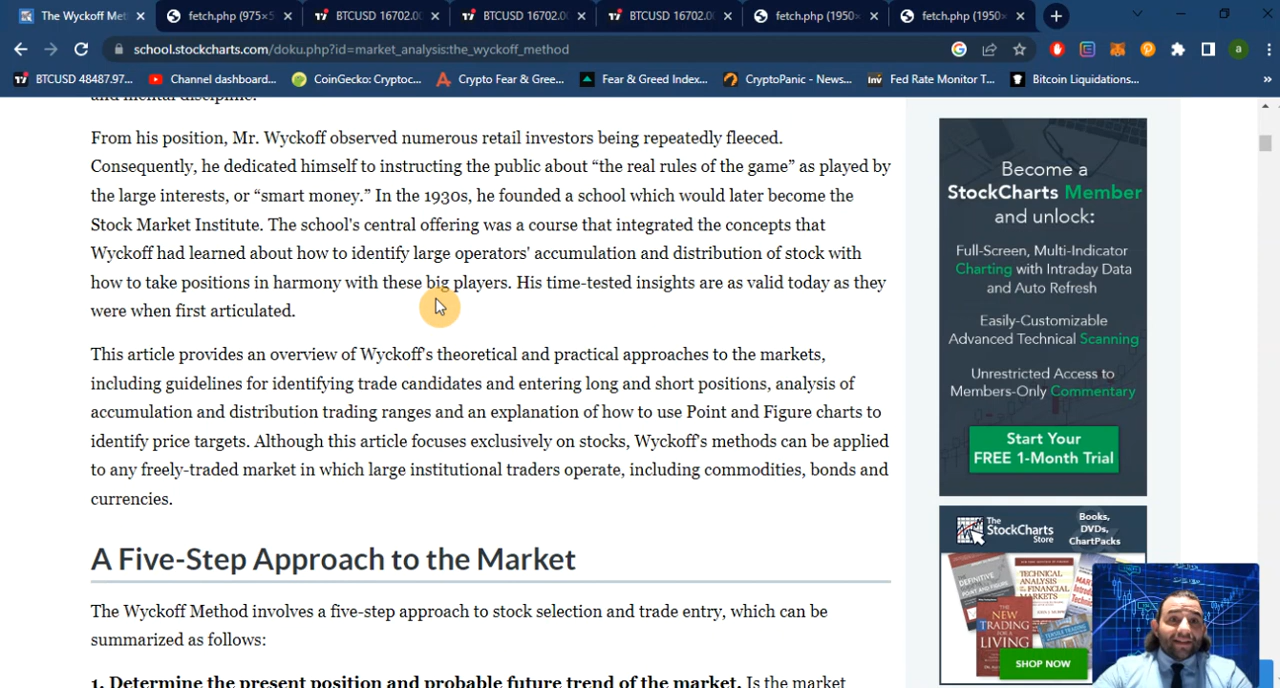 The Wyckoff Met
fetch.php (975×5
BTCUSD 16702.00
BTCUSD 16702.00
BTCUSD 16702.00
fetch.php (1950×
fetch.php (1950×
school.stockcharts.com/doku.php?id=market_analysis:the_wyckoff_method
BTCUSD 48487.97...
Channel dashboard...
CoinGecko: Cryptoc...
Crypto Fear & Gree...
Fear & Greed Index...
CryptoPanic - News...
Fed Rate Monitor T...
Bitcoin Liquidations...
and mental discipline.
From his position, Mr. Wyckoff observed numerous retail investors being repeatedly fleeced.
Consequently, he dedicated himself to instructing the public about “the real rules of the game” as played by
the large interests, or “smart money.” In the 1930s, he founded a school which would later become the
Stock Market Institute. The school's central offering was a course that integrated the concepts that
Wyckoff had learned about how to identify large operators' accumulation and distribution of stock with
how to take positions in harmony with these big players. His time-tested insights are as valid today as they
were when first articulated.
This article provides an overview of Wyckoff's theoretical and practical approaches to the markets,
including guidelines for identifying trade candidates and entering long and short positions, analysis of
accumulation and distribution trading ranges and an explanation of how to use Point and Figure charts to
identify price targets. Although this article focuses exclusively on stocks, Wyckoff's methods can be applied
to any freely-traded market in which large institutional traders operate, including commodities, bonds and
currencies.
A Five-Step Approach to the Market
The Wyckoff Method involves a five-step approach to stock selection and trade entry, which can be
summarized as follows:
1. Determine the present position and probable future trend of the market. Is the market
Become a
StockCharts Member
and unlock:
Full-Screen, Multi-Indicator
Charting with Intraday Data
and Auto Refresh
Easily-Customizable
Advanced Technical Scanning
Unrestricted Access to
Members-Only Commentary
Start Your
FREE 1-Month Trial
The
StockCharts
Store
Books,
DVDs,
ChartPacks
TECHNICAL
ANALYSIS
THE NEW
TRADING
FOR A
LIVING
SHOP NOW